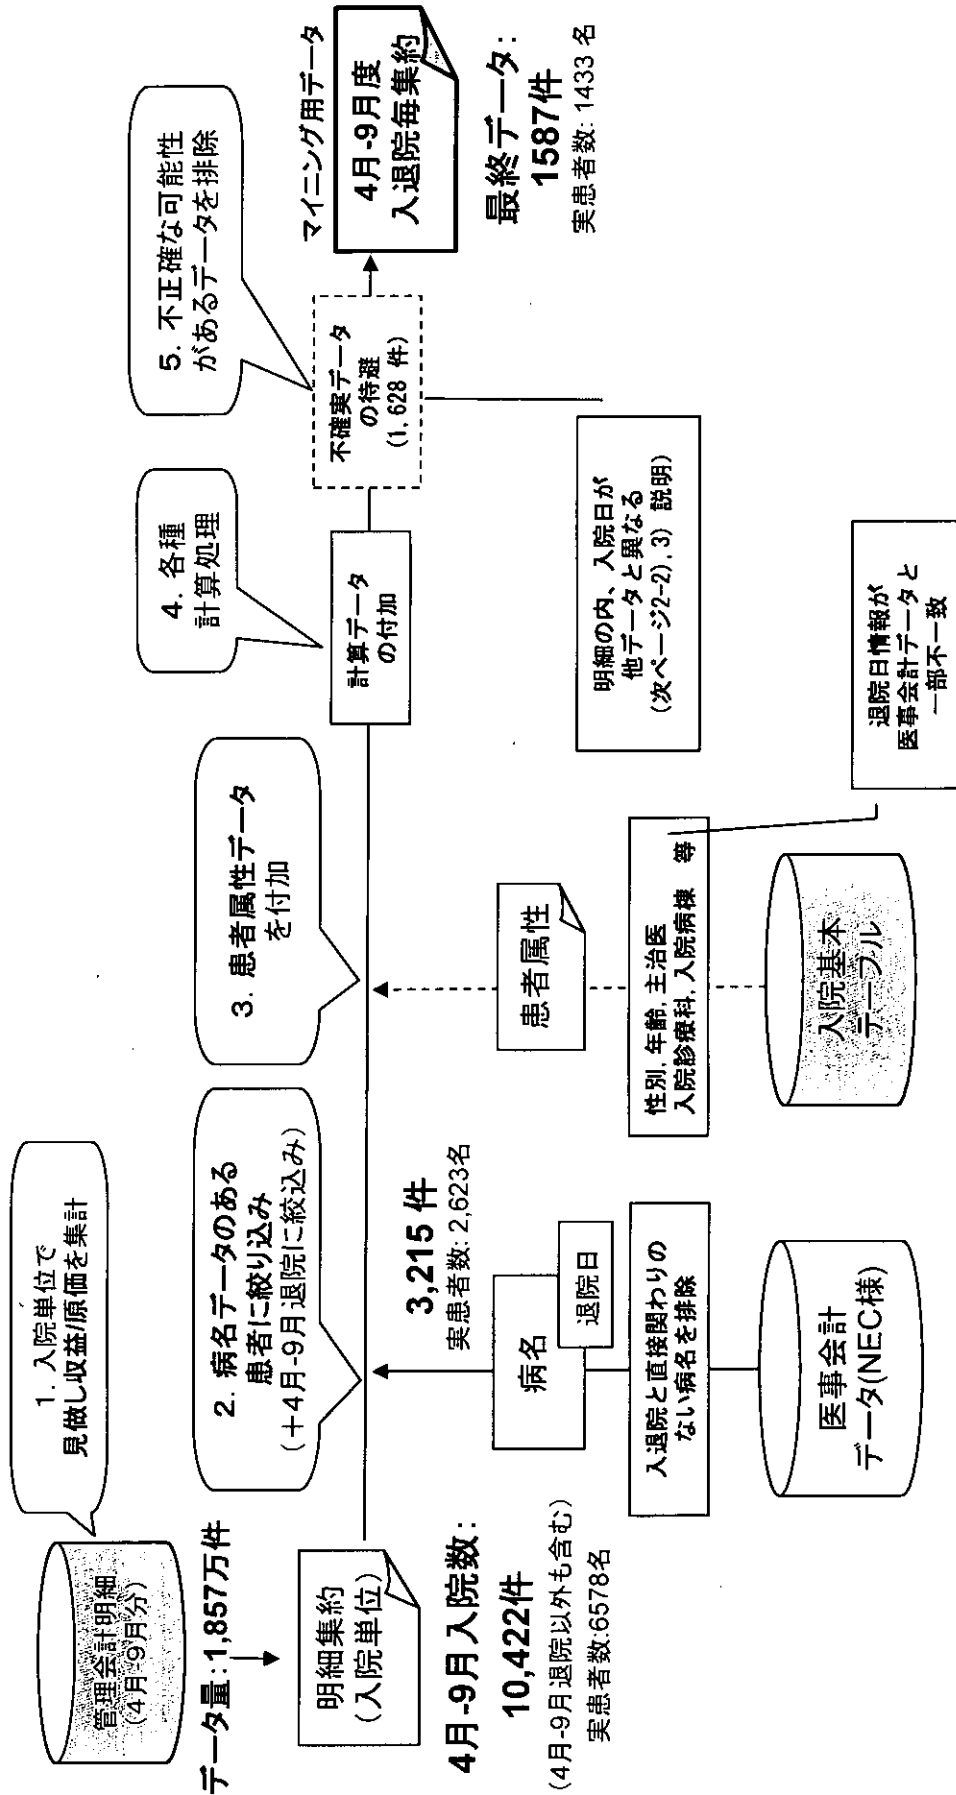 1. 入院単位で
見做し収益/原価を集計
管理会計明細
(4月-9月分)
データ量:1,857万件
明細集約
(入院単位)
4月-9月入院数:
10,422件
(4月-9月退院以外も含む)
実患者数:6578名
2. 病名データのある
患者に絞り込み
(+4月-9月退院に絞込み)
3,215 件
実患者数: 2,623名
病名
退院日
入退院と直接関わりの
ない病名を排除
医事会計
データ(NEC様)
3. 患者属性データ
を付加
患者属性
性別, 年齢, 主治医
入院診療科, 入院病棟 等
入院基本
テーブル
退院日情報が
医事会計データと
一部不一致
4. 各種
計算処理
計算データ
の付加
5. 不正確な可能性
があるデータを排除
不確実データ
の待避
(1,628 件)
明細の内、入院日が
他データと異なる
(次ページ2-2), 3) 説明)
マイニング用データ
4月-9月度
入退院毎集約
最終データ:
1587件
実患者数: 1433名